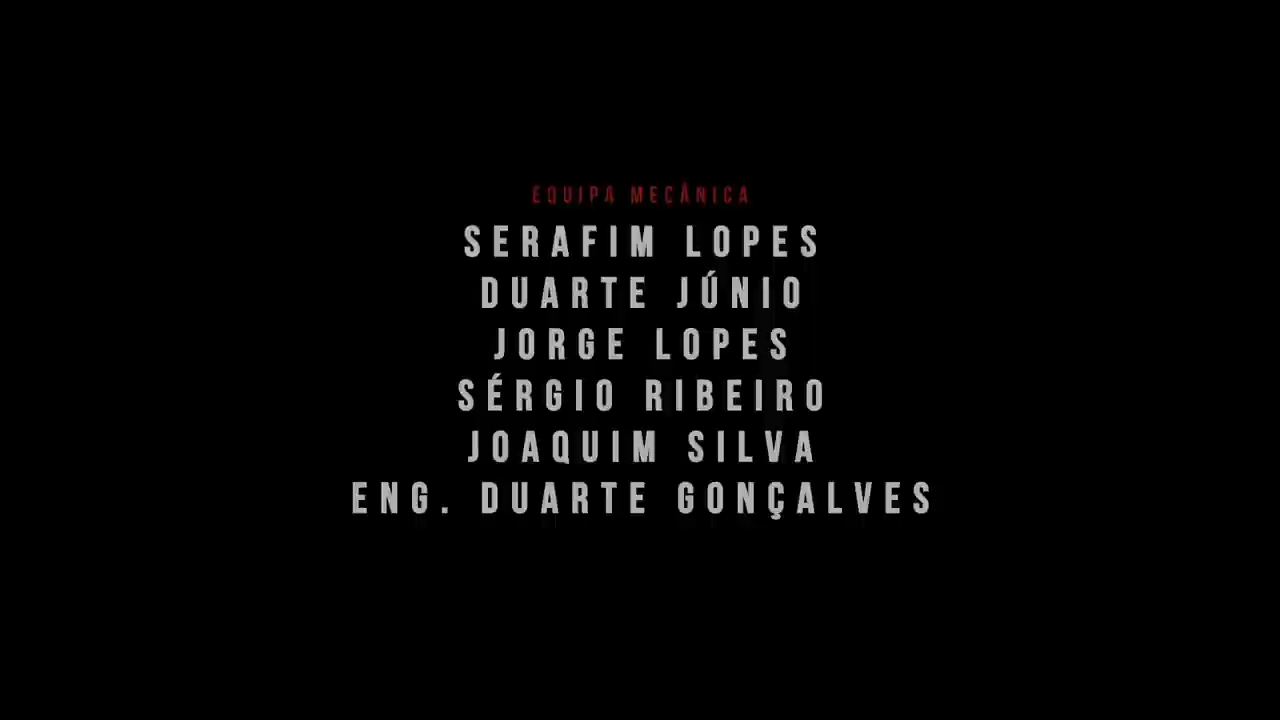 EQUIPA MECÂNICA
SERAFIM LOPES
DUARTE JÚNIO
JORGE LOPES
SÉRGIO RIBEIRO
JOAQUIM SILVA
ENG. DUARTE GONÇALVES